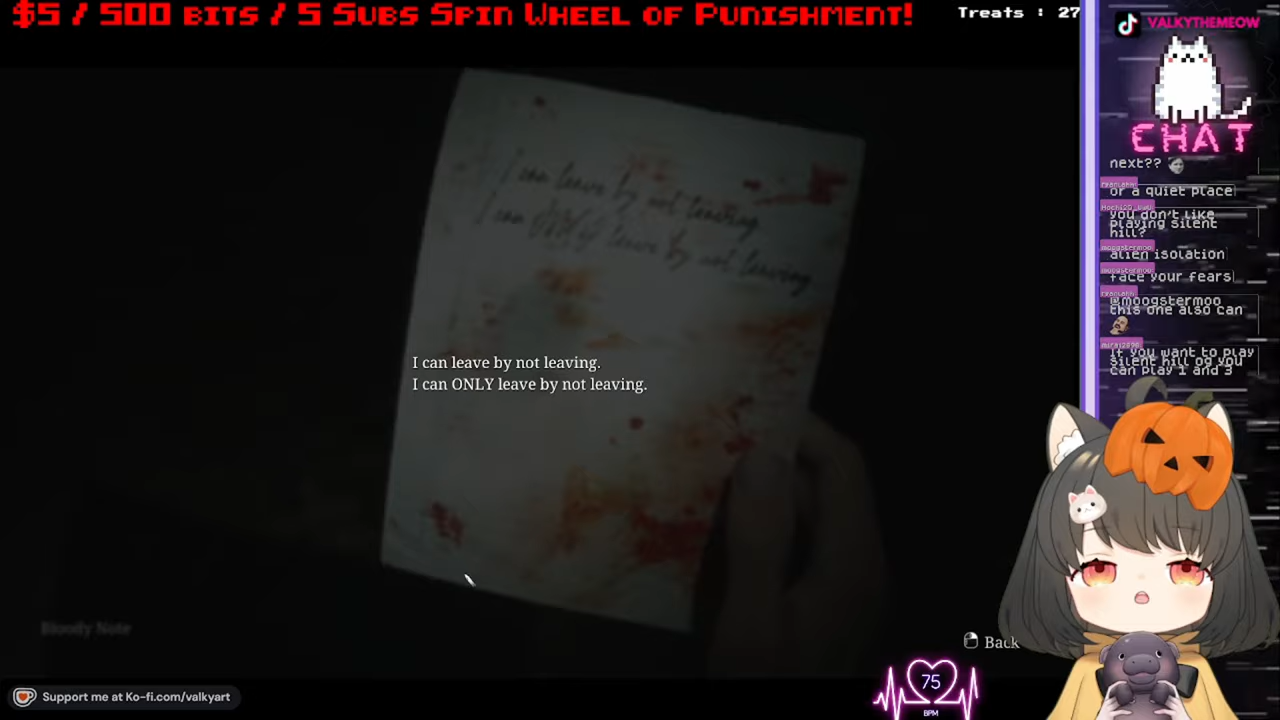 $5 / 500 bits / 5 Subs Spin Wheel of Punishment!
Treats : 27
VALKYTHEMEOW
CHAT
next??
or a quiet place
you don't like
playing silent
hill?
alien isolation
face your fears
@moogstermoo
this one also can
If you want to play
silent hill og you
can play 1 and 3
I can leave by not leaving
I can ONLY leave by not leaving
I can leave by not leaving.
I can ONLY leave by not leaving.
Bloody Note
Back
75
BPM
Support me at Ko-fi.com/valkyart